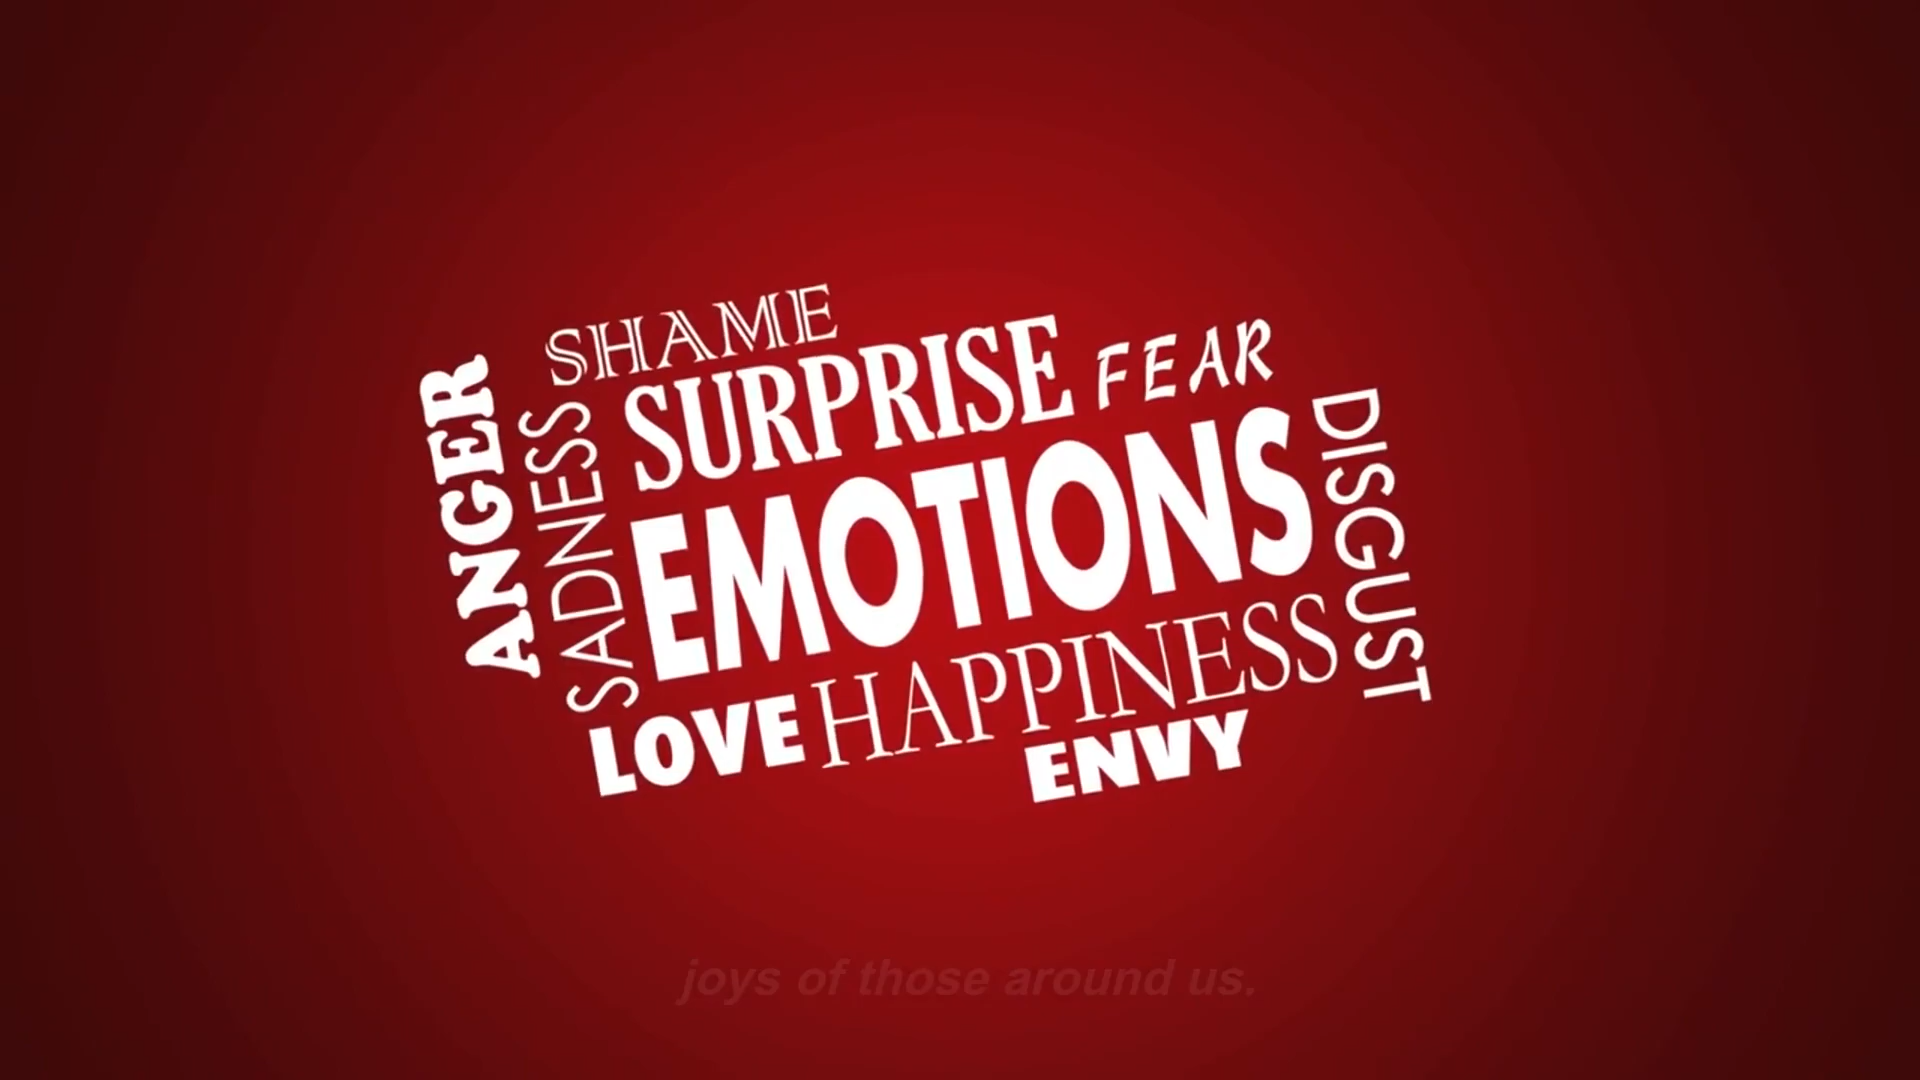 SHAME
SURPRISE
FEAR
ANGER
SADNESS
EMOTIONS
DISGUST
LOVE
HAPPINESS
ENVY
joys of those around us.